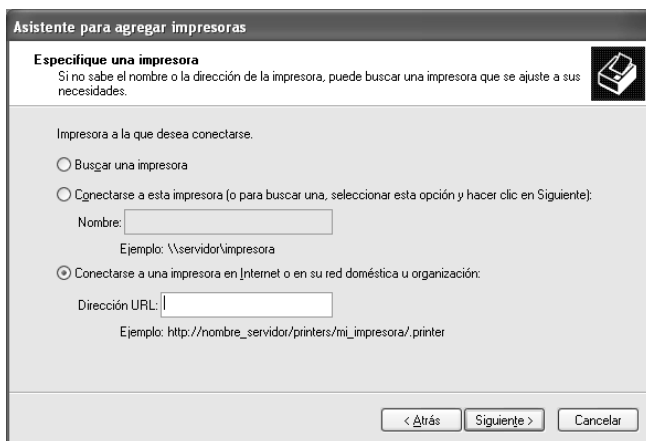 Asistente para agregar impresoras
Especifique una impresora
Si no sabe el nombre o la dirección de la impresora, puede buscar una impresora que se ajuste a sus
necesidades.
Impresora a la que desea conectarse.
Buscar una impresora
Conectarse a esta impresora (o para buscar una, seleccionar esta opción y hacer clic en Siguiente):
Nombre:
Ejemplo: \\servidor\impresora
Conectarse a una impresora en Internet o en su red doméstica u organización:
Dirección URL:
Ejemplo: http://nombre_servidor/printers/mi_impresora/.printer
< Atrás Siguiente > Cancelar